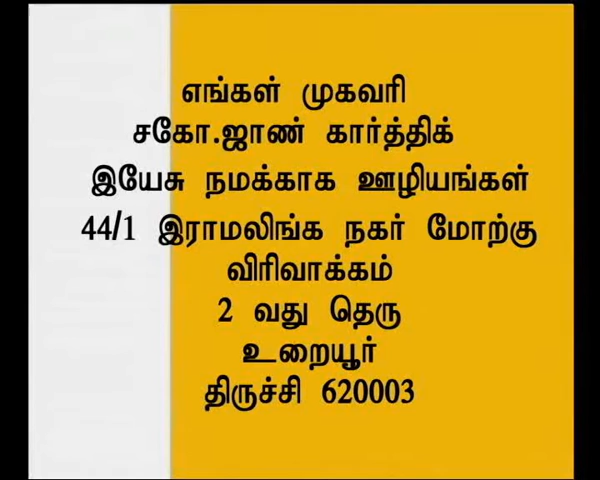 எங்கள் முகவரி
சகோ.ஜாண் கார்த்திக்
இயேசு நமக்காக ஊழியங்கள்
44/1 இராமலிங்க நகர் மோற்கு
விரிவாக்கம்
2 வது தெரு
உறையூர்
திருச்சி 620003